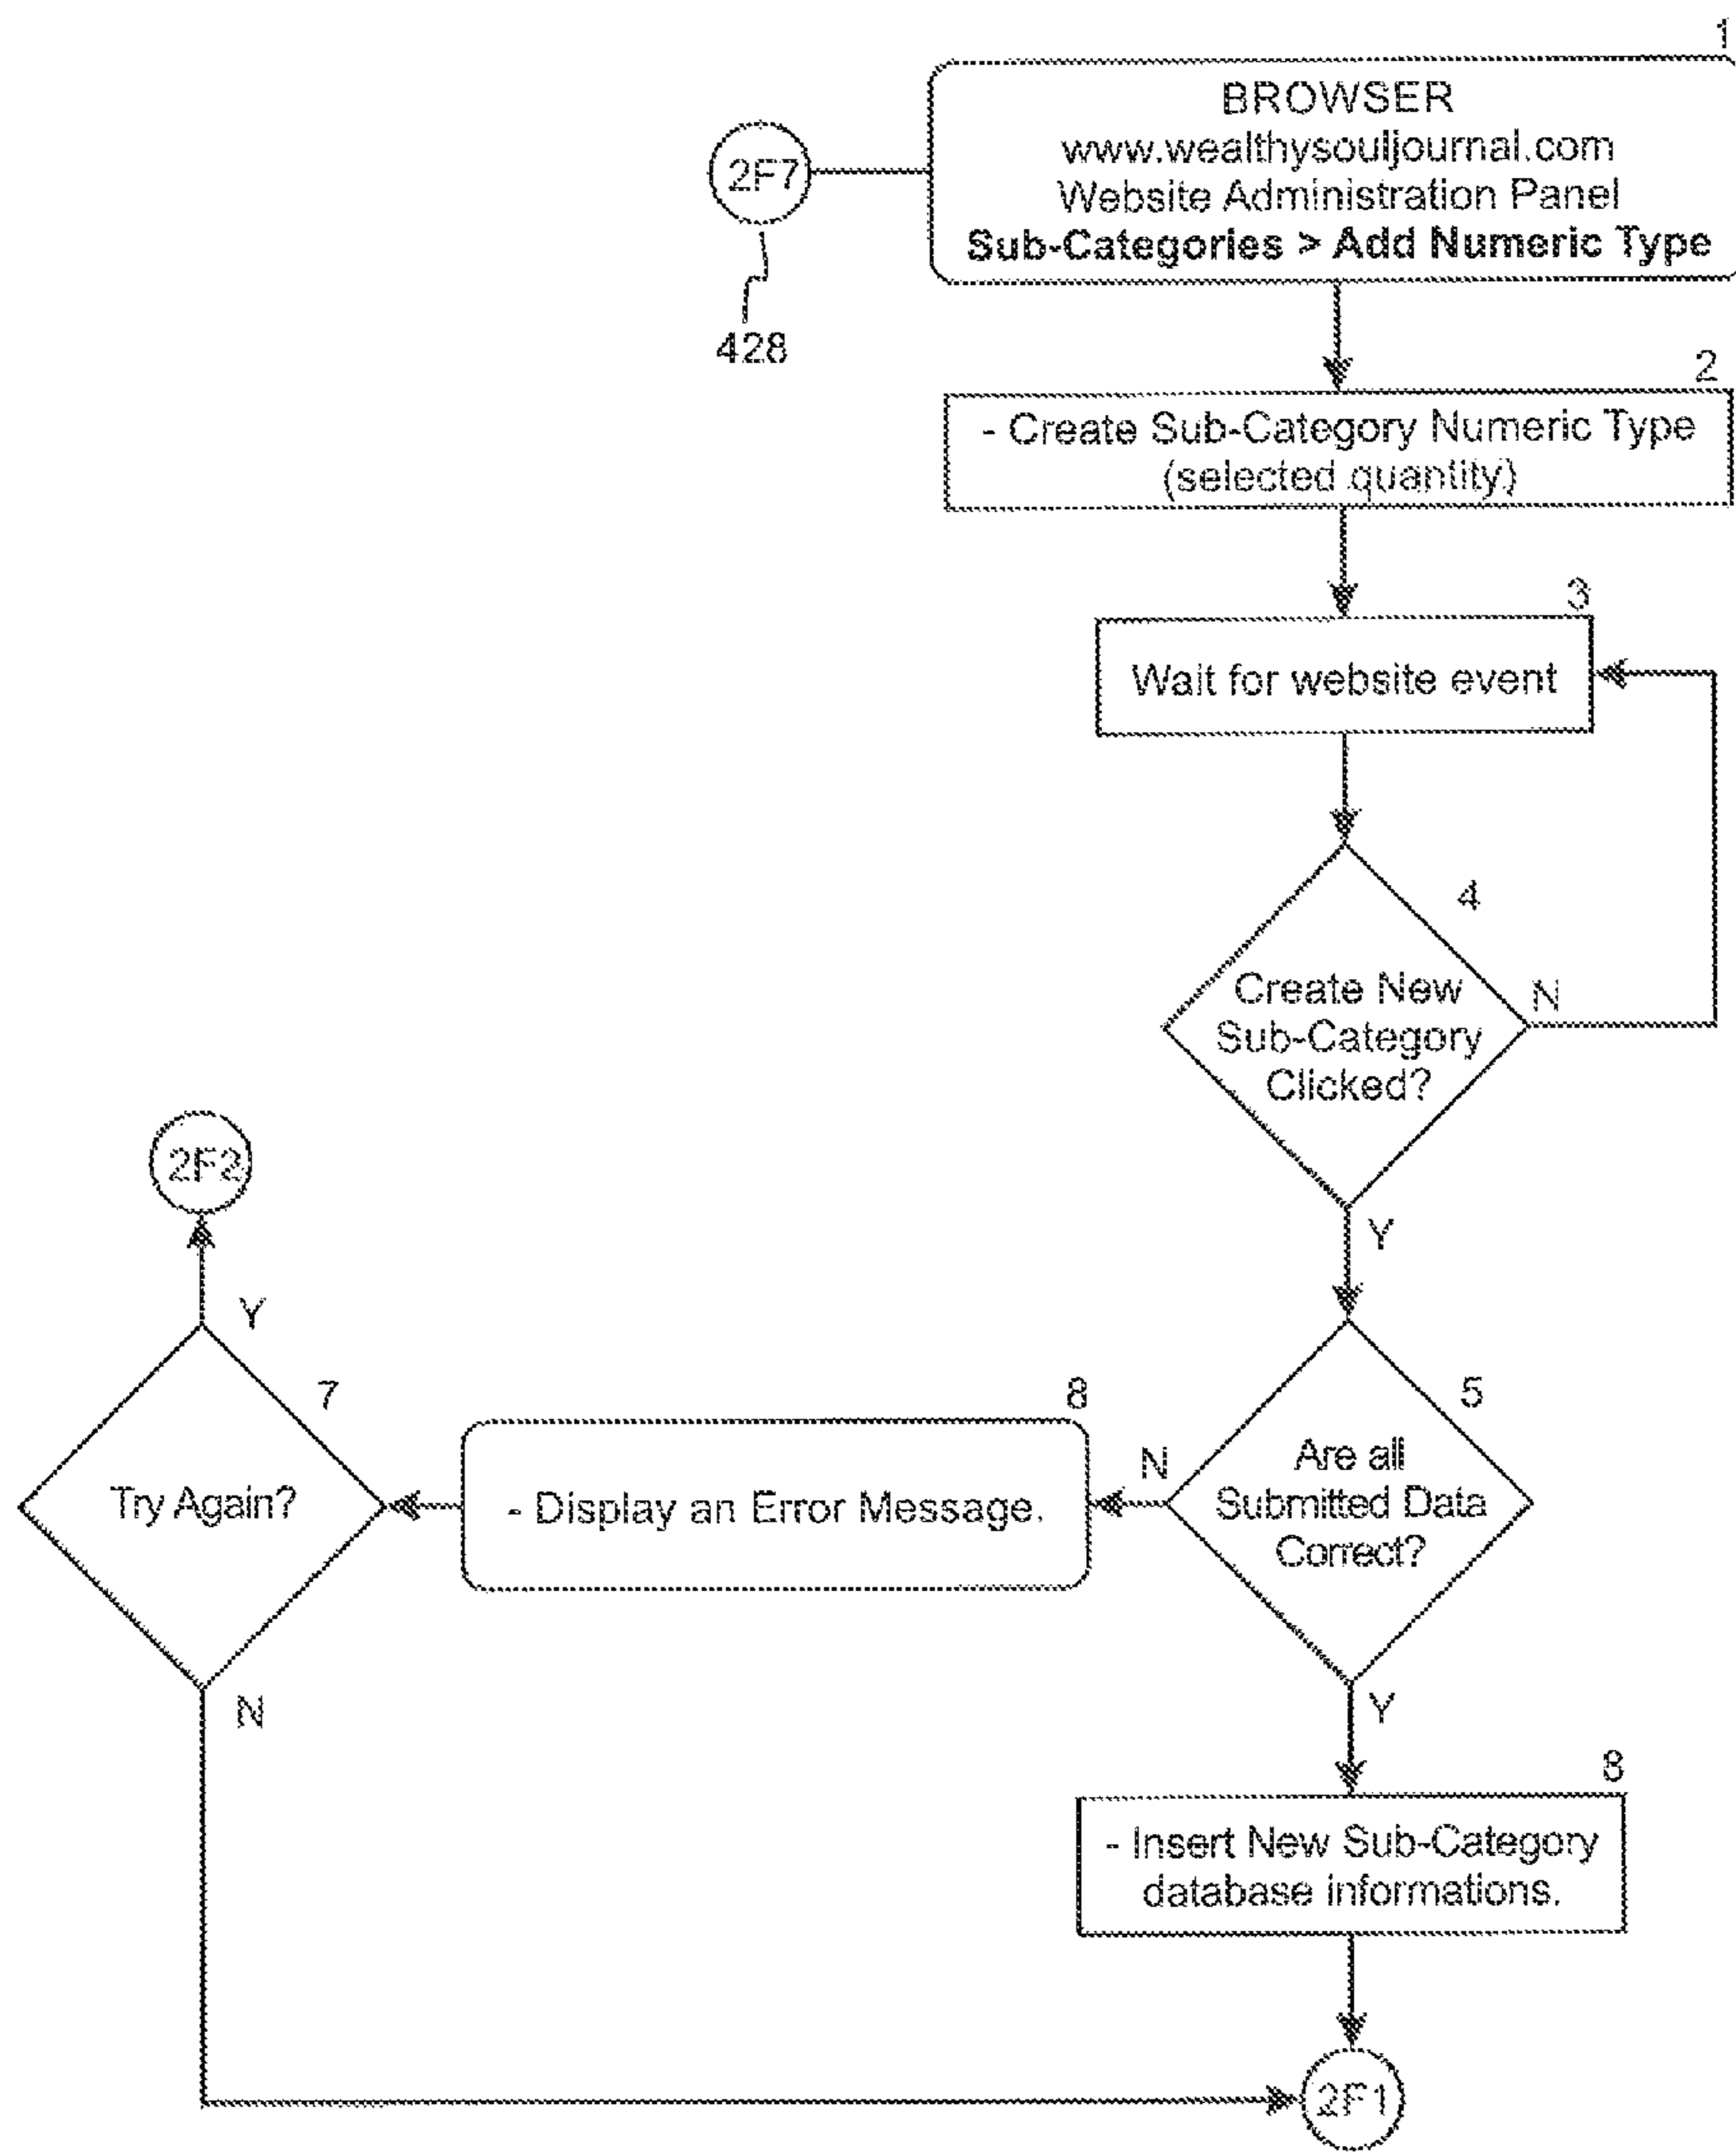 1
BROWSER
www.wealthysouljournal.com
Website Administration Panel
Sub-Categories > Add Numeric Type
2F7
428
2
- Create Sub-Category Numeric Type
(selected quantity)
3
Wait for website event
4
Create New
Sub-Category
Clicked?
N
Y
2F2
Y
7
Try Again?
N
8
- Display an Error Message.
N
5
Are all
Submitted Data
Correct?
Y
8
- Insert New Sub-Category
database informations.
2F1